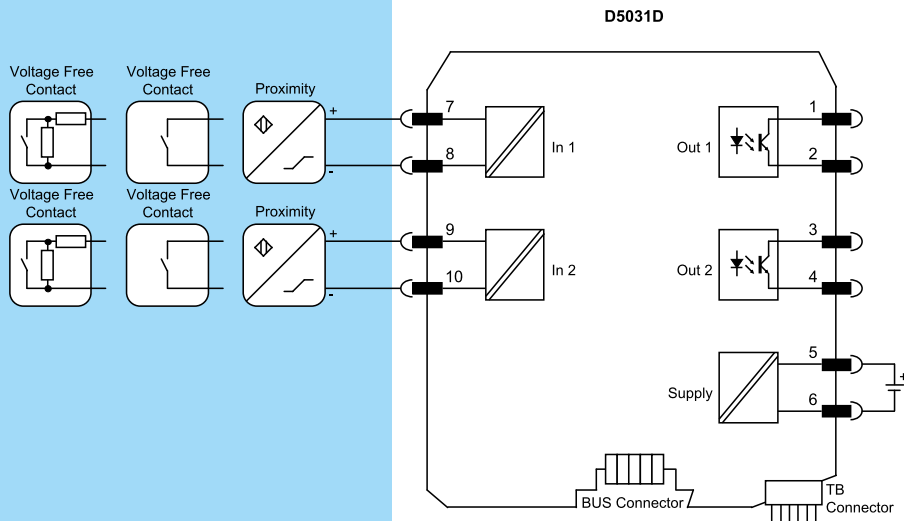 D5031D
Voltage Free
Contact
Voltage Free
Contact
Proximity
+
-
7
8
In 1
Out 1
1
2
Voltage Free
Contact
Voltage Free
Contact
Proximity
+
-
9
10
In 2
Out 2
3
4
Supply
5
6
+
BUS Connector
TB
Connector